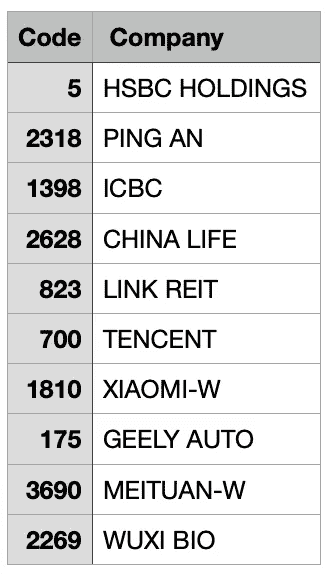 Code Company
5 HSBC HOLDINGS
2318 PING AN
1398 ICBC
2628 CHINA LIFE
823 LINK REIT
700 TENCENT
1810 XIAOMI-W
175 GEELY AUTO
3690 MEITUAN-W
2269 WUXI BIO